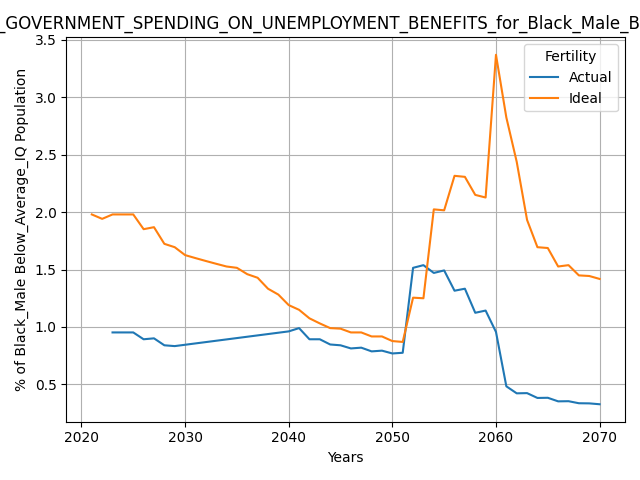 _GOVERNMENT_SPENDING_ON_UNEMPLOYMENT_BENEFITS_for_Black_Male_B
Fertility
Actual
Ideal
% of Black_Male Below_Average_IQ Population
3.5
3.0
2.5
2.0
1.5
1.0
0.5
2020 2030 2040 2050 2060 2070
Years